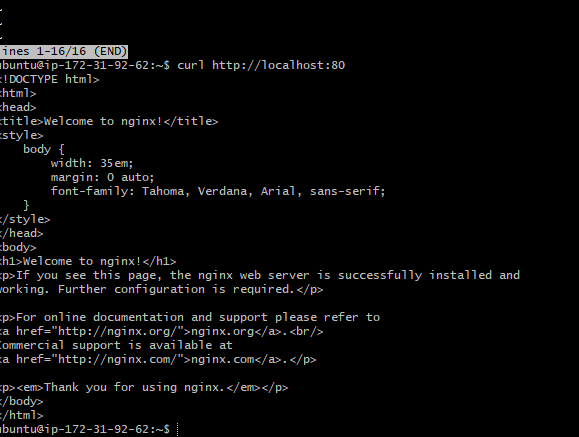 ines 1-16/16 (END)
ubuntu@ip-172-31-92-62:~$ curl http://localhost:80
<!DOCTYPE html>
<html>
<head>
<title>Welcome to nginx!</title>
<style>
    body {
        width: 35em;
        margin: 0 auto;
        font-family: Tahoma, Verdana, Arial, sans-serif;
    }
</style>
</head>
<body>
<h1>Welcome to nginx!</h1>
<p>If you see this page, the nginx web server is successfully installed and
working. Further configuration is required.</p>

<p>For online documentation and support please refer to
<a href="http://nginx.org/">nginx.org</a>.<br/>
Commercial support is available at
<a href="http://nginx.com/">nginx.com</a>.</p>

<p><em>Thank you for using nginx.</em></p>
</body>
</html>
ubuntu@ip-172-31-92-62:~$